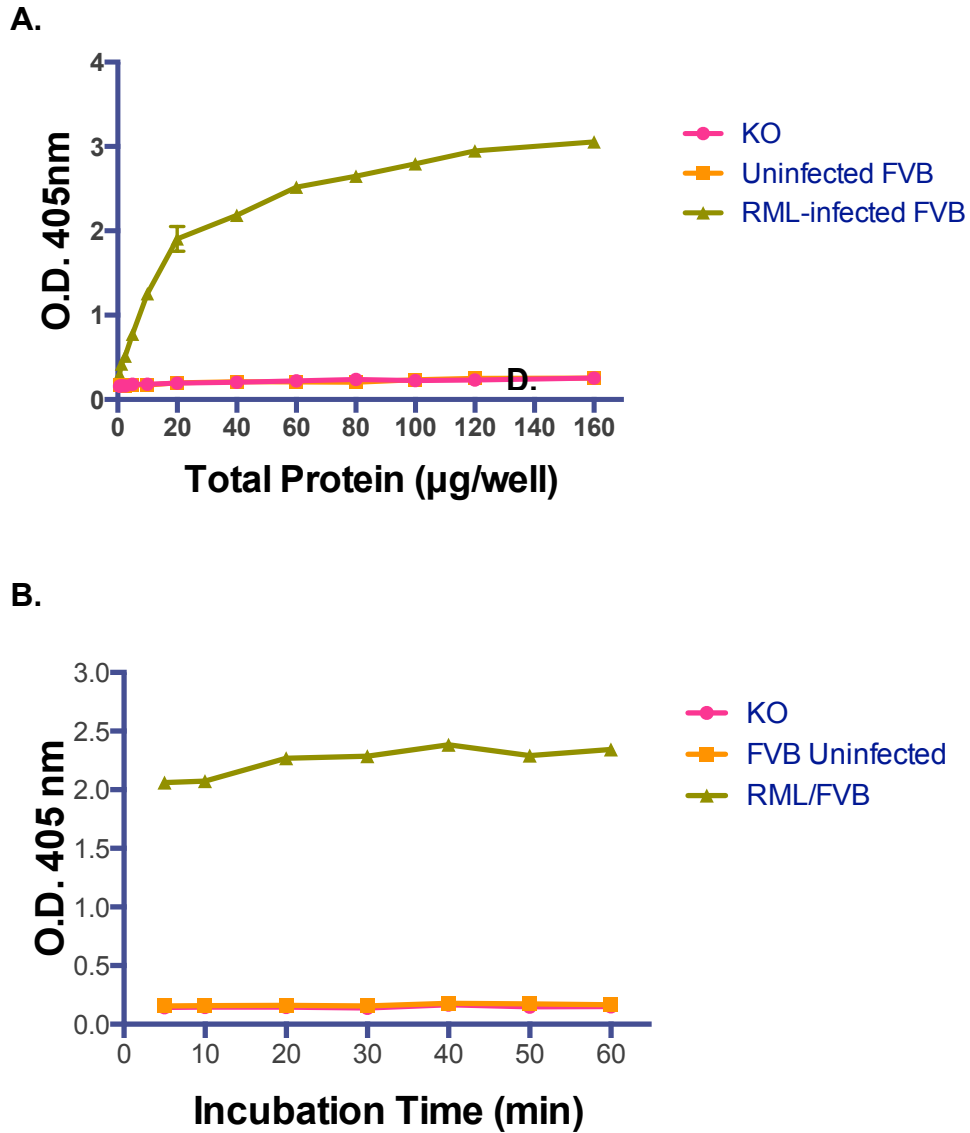 A.
4
3
2
1
0
O.D. 405nm
KO
Uninfected FVB
RML-infected FVB
D.
0 20 40 60 80 100 120 140 160
Total Protein (µg/well)
B.
3.0
2.5
2.0
1.5
1.0
0.5
0.0
O.D. 405 nm
KO
FVB Uninfected
RML/FVB
0 10 20 30 40 50 60
Incubation Time (min)